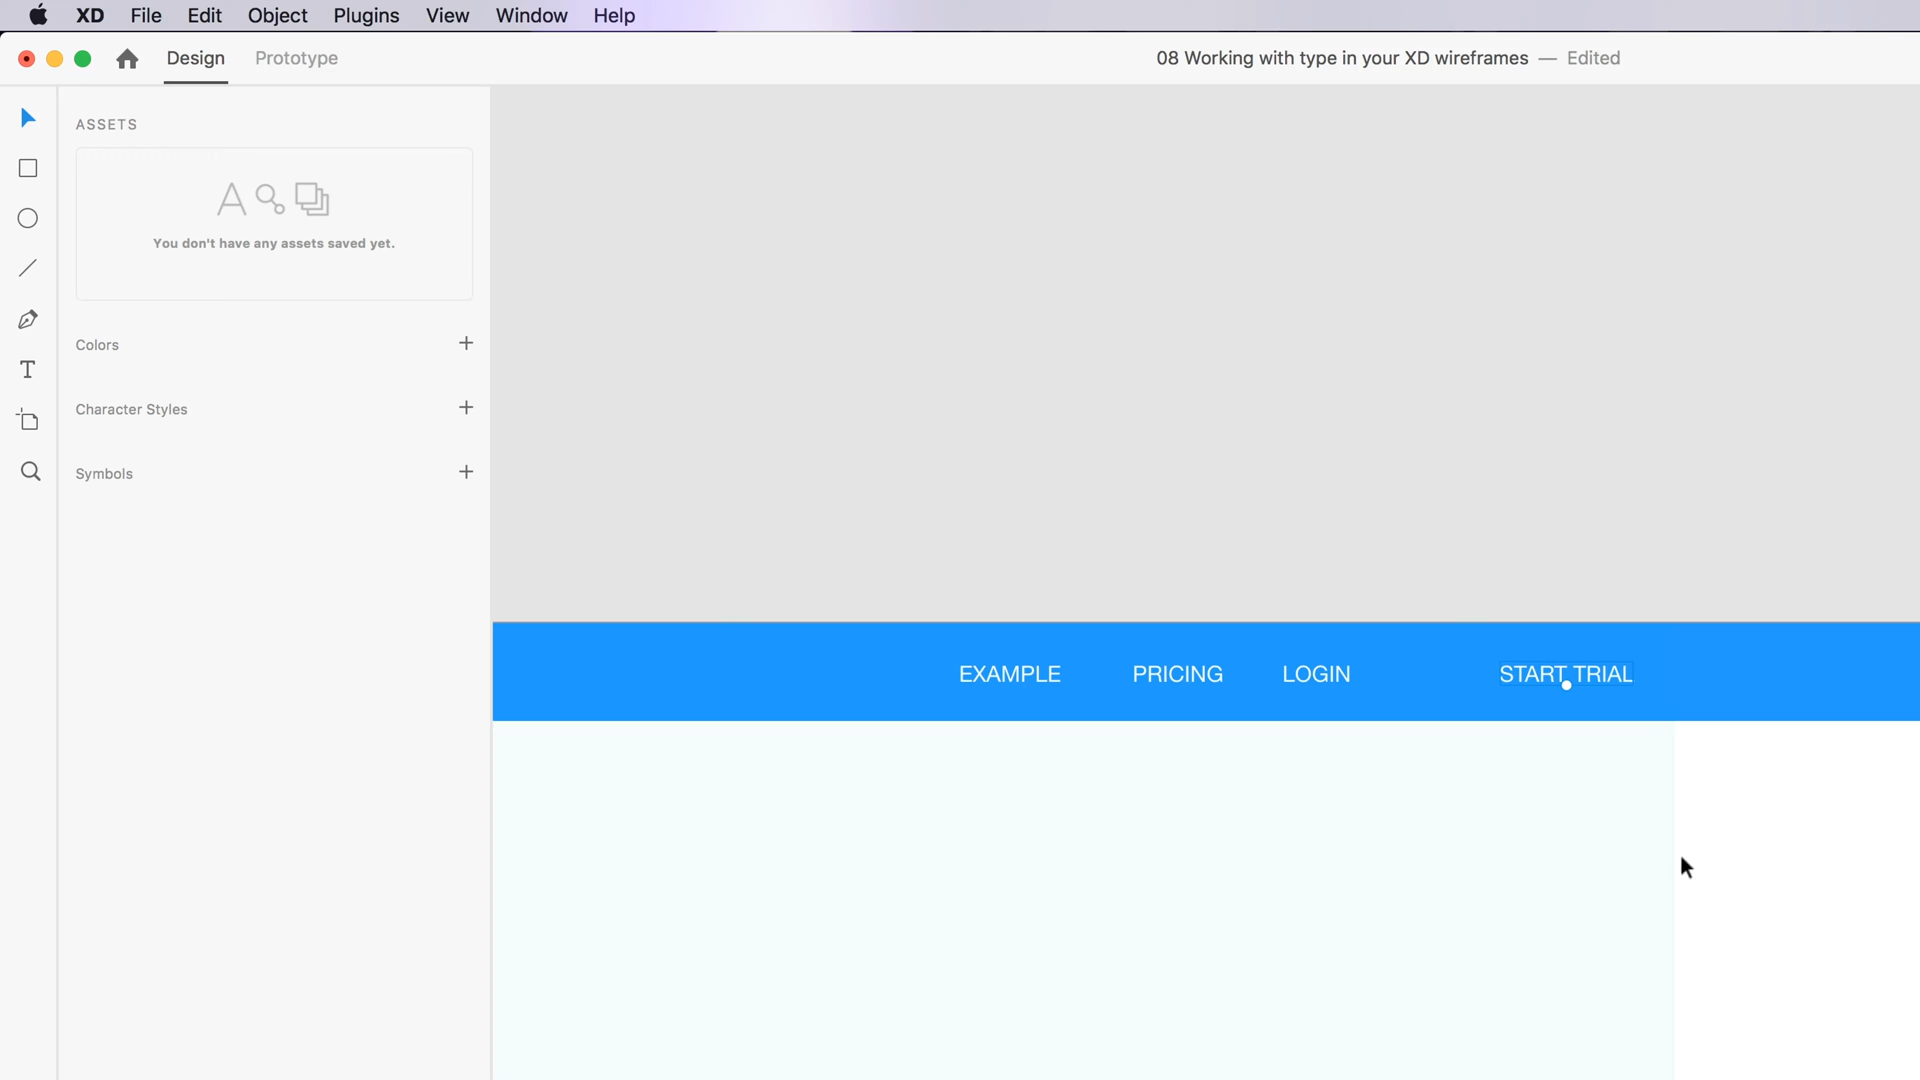 XD File Edit Object Plugins View Window Help
Design Prototype 08 Working with type in your XD wireframes — Edited
ASSETS
You don't have any assets saved yet.
Colors
Character Styles
Symbols
EXAMPLE PRICING LOGIN START TRIAL